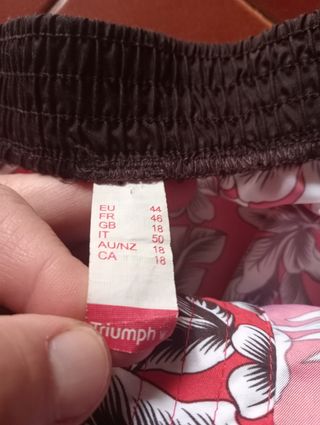 EU 44
FR 46
GB 18
IT 50
AU/NZ 18
CA 18
Triumph